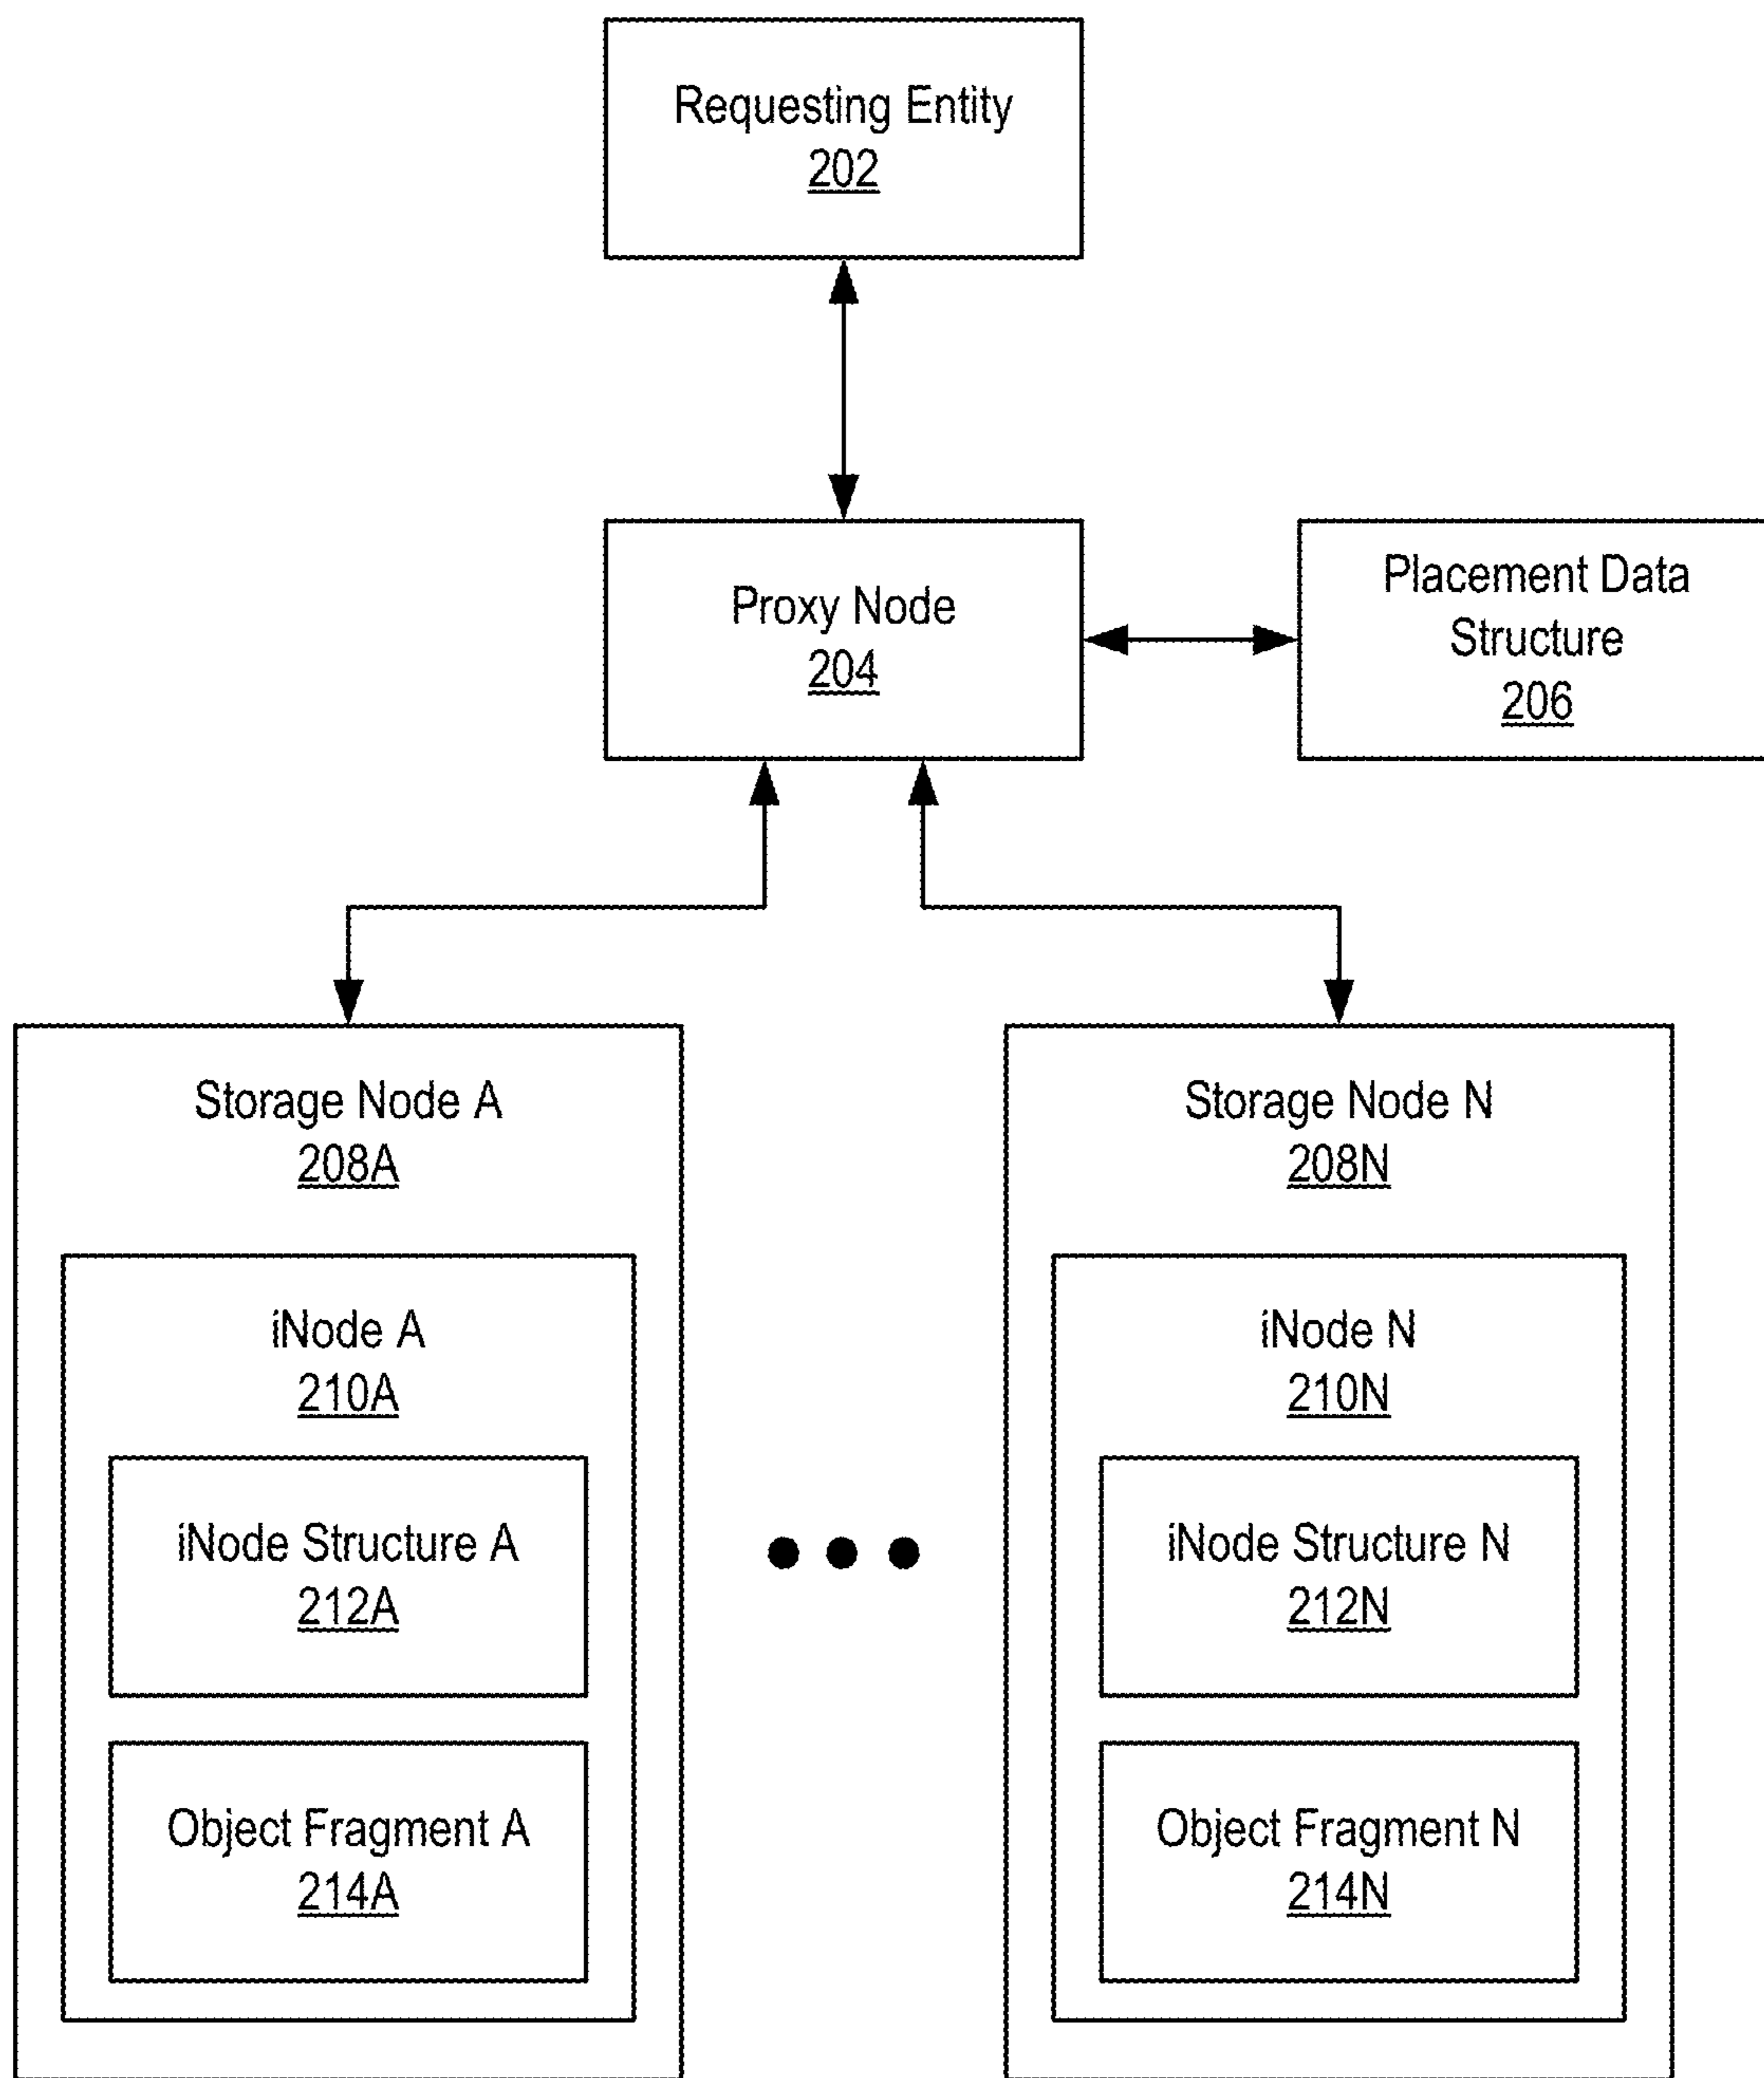 Requesting Entity
202
Proxy Node
204
Placement Data
Structure
206
Storage Node A
208A
iNode A
210A
iNode Structure A
212A
Object Fragment A
214A
Storage Node N
208N
iNode N
210N
iNode Structure N
212N
Object Fragment N
214N